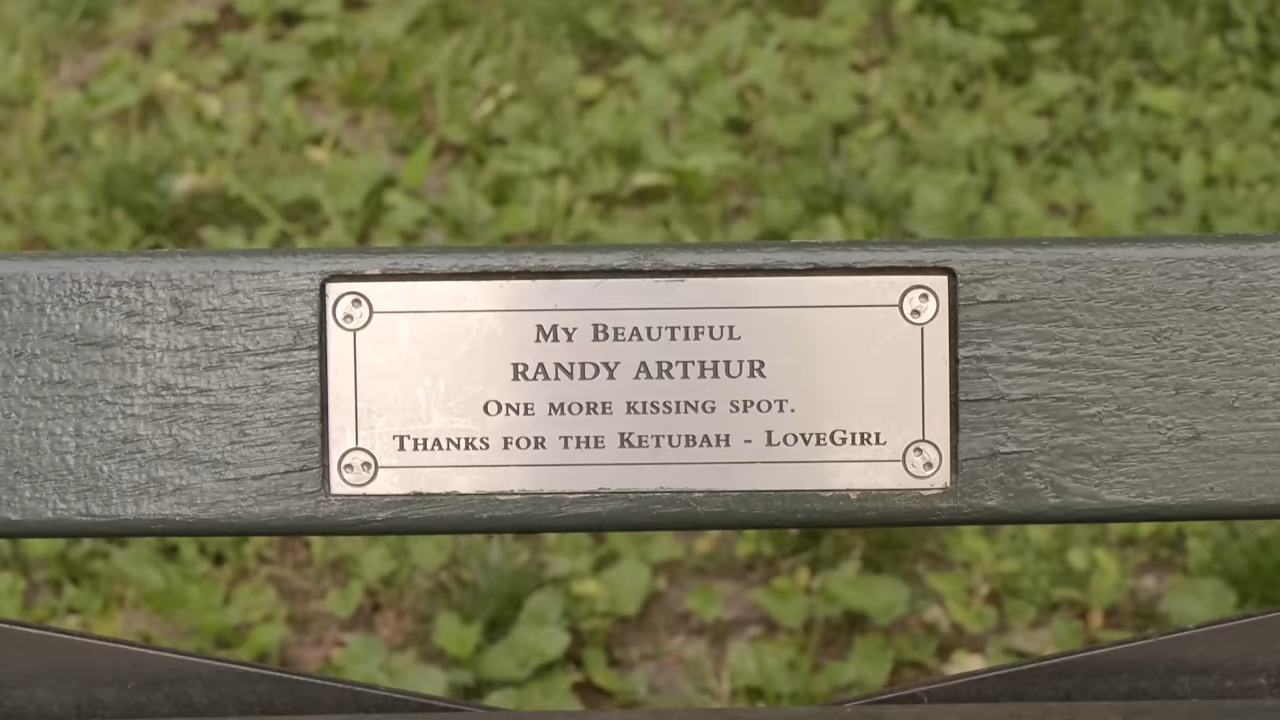 My Beautiful
RANDY ARTHUR
One more kissing spot.
Thanks for the Ketubah - LoveGirl